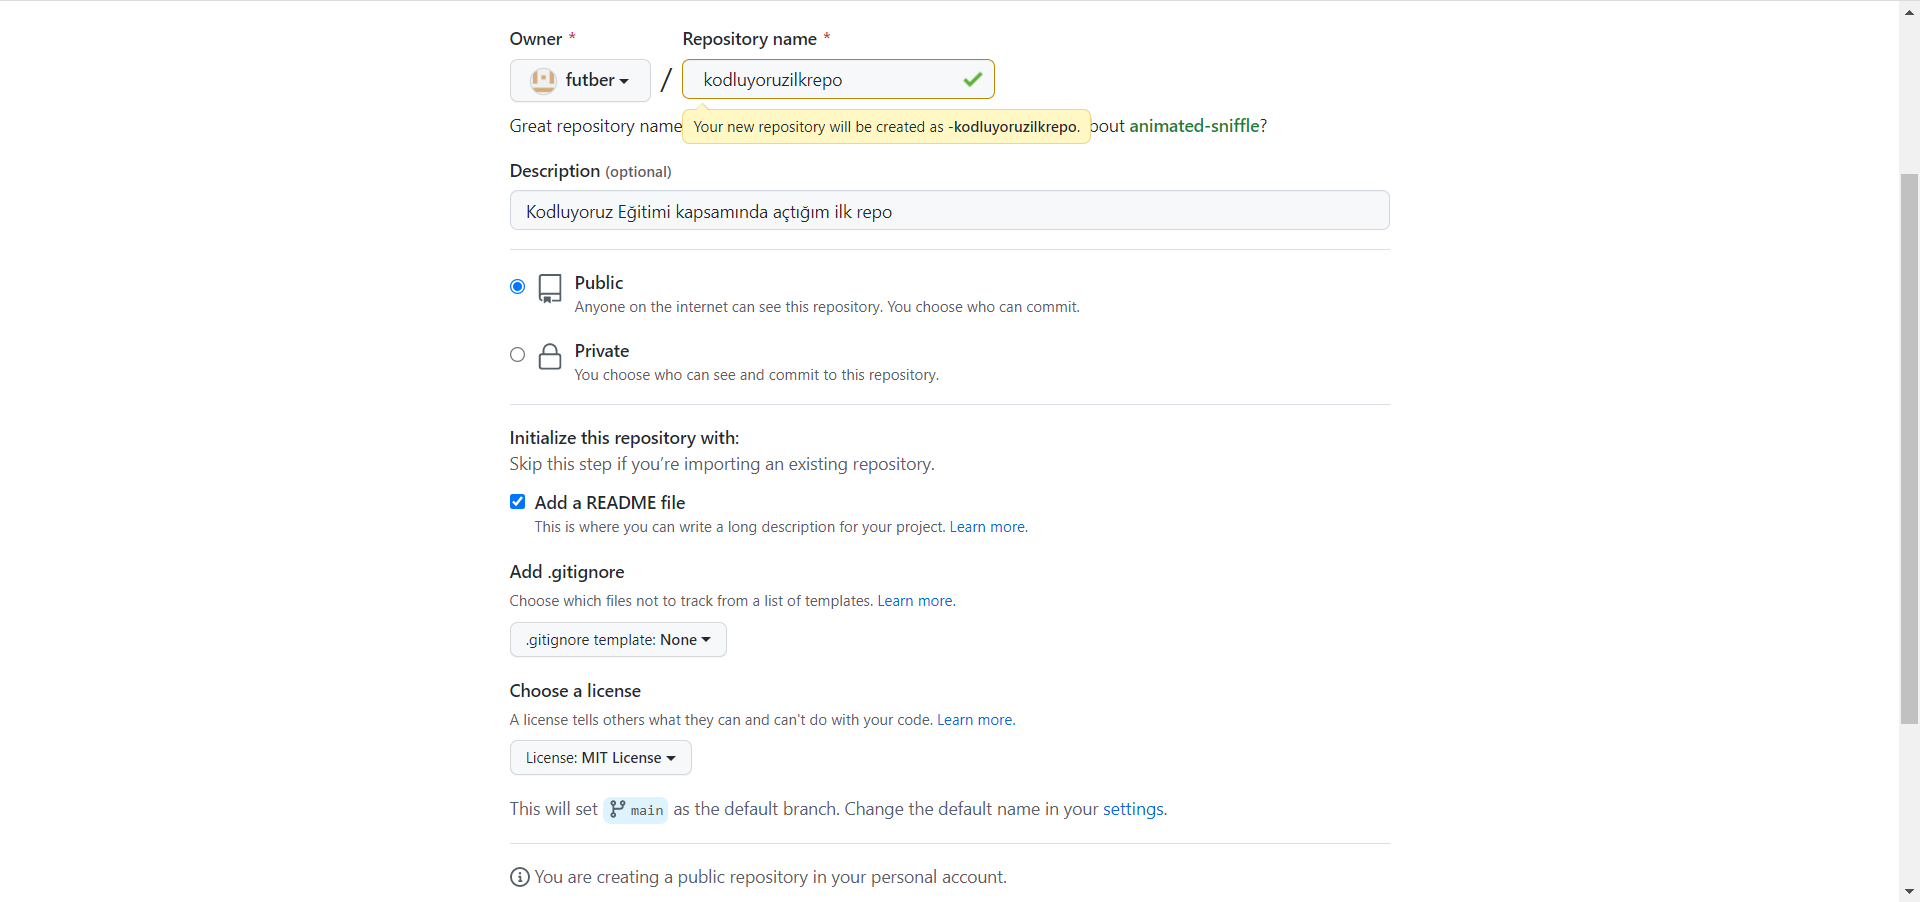 Owner * Repository name *
futber / kodluyoruzilkrepo
Great repository name Your new repository will be created as -kodluyoruzilkrepo. bout animated-sniffle?
Description (optional)
Kodluyoruz Eğitimi kapsamında açtığım ilk repo
Public
Anyone on the internet can see this repository. You choose who can commit.
Private
You choose who can see and commit to this repository.
Initialize this repository with:
Skip this step if you’re importing an existing repository.
Add a README file
This is where you can write a long description for your project. Learn more.
Add .gitignore
Choose which files not to track from a list of templates. Learn more.
.gitignore template: None
Choose a license
A license tells others what they can and can't do with your code. Learn more.
License: MIT License
This will set main as the default branch. Change the default name in your settings.
You are creating a public repository in your personal account.